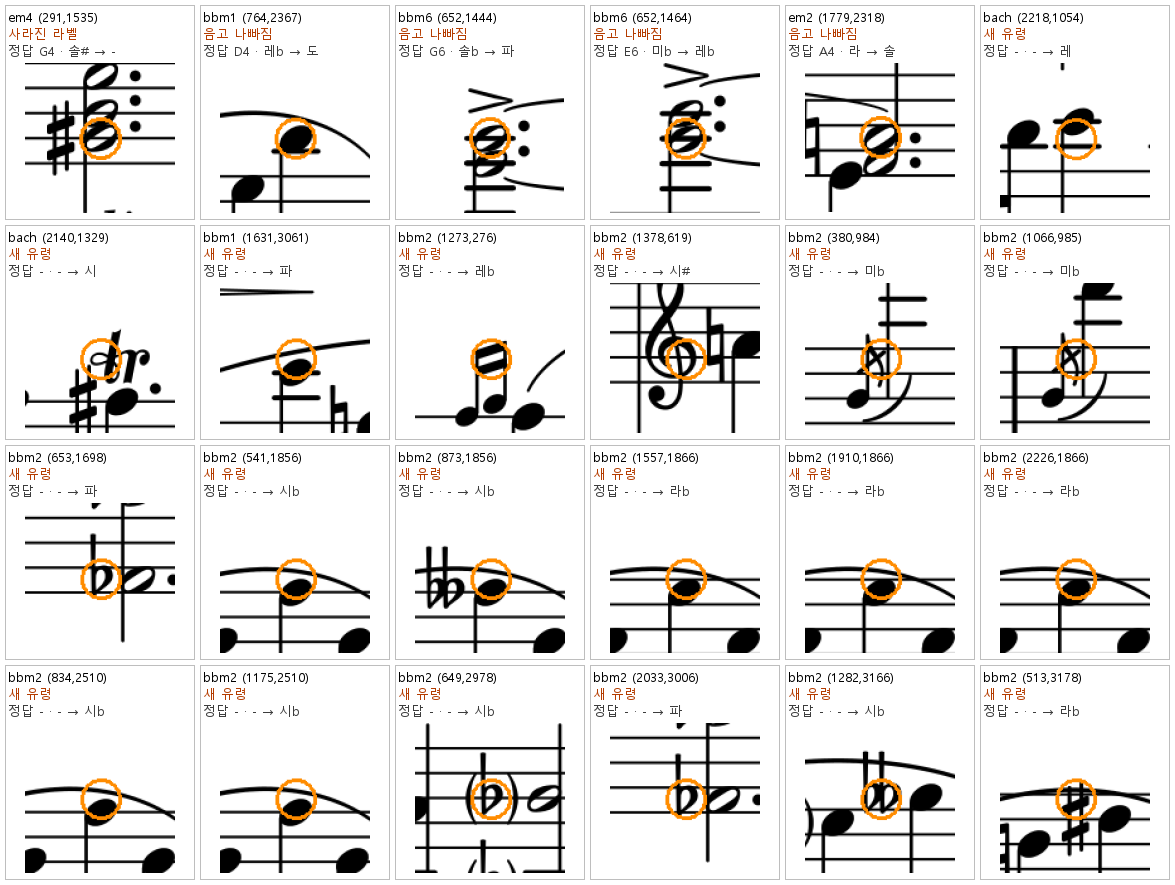 em4 (291,1535)
사라진 라벨
정답 G4 · 솔# → -
bbm1 (764,2367)
음고 나빠짐
정답 D4 · 레b → 도
bbm6 (652,1444)
음고 나빠짐
정답 G6 · 솔b → 파
bbm6 (652,1464)
음고 나빠짐
정답 E6 · 미b → 레b
em2 (1779,2318)
음고 나빠짐
정답 A4 · 라 → 솔
bach (2218,1054)
새 유령
정답 - · - → 레
bach (2140,1329)
새 유령
정답 - · - → 시
tr
bbm1 (1631,3061)
새 유령
정답 - · - → 파
bbm2 (1273,276)
새 유령
정답 - · - → 레b
bbm2 (1378,619)
새 유령
정답 - · - → 시#
bbm2 (380,984)
새 유령
정답 - · - → 미b
bbm2 (1066,985)
새 유령
정답 - · - → 미b
bbm2 (653,1698)
새 유령
정답 - · - → 파
bbm2 (541,1856)
새 유령
정답 - · - → 시b
bbm2 (873,1856)
새 유령
정답 - · - → 시b
bbm2 (1557,1866)
새 유령
정답 - · - → 라b
bbm2 (1910,1866)
새 유령
정답 - · - → 라b
bbm2 (2226,1866)
새 유령
정답 - · - → 라b
bbm2 (834,2510)
새 유령
정답 - · - → 시b
bbm2 (1175,2510)
새 유령
정답 - · - → 시b
bbm2 (649,2978)
새 유령
정답 - · - → 시b
bbm2 (2033,3006)
새 유령
정답 - · - → 파
bbm2 (1282,3166)
새 유령
정답 - · - → 시b
bbm2 (513,3178)
새 유령
정답 - · - → 라b